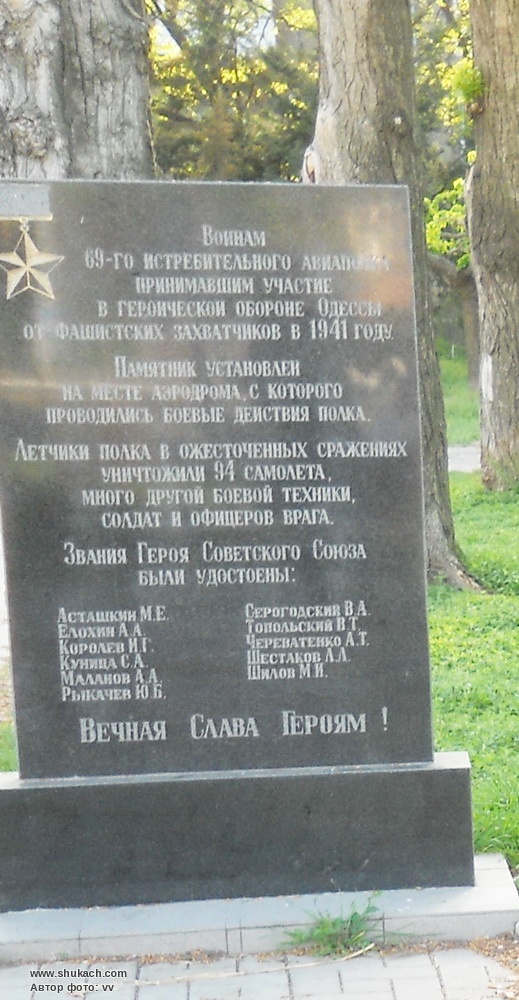 Воинам
69-го истребительного авиаполка
принимавшим участие
в героической обороне Одессы
от фашистских захватчиков в 1941 году.
Памятник установлен
на месте аэродрома, с которого
проводились боевые действия полка.
Летчики полка в ожесточенных сражениях
уничтожили 94 самолета,
много другой боевой техники,
солдат и офицеров врага.
Звания Героя Советского Союза
были удостоены:
Асташкин М.Е.
Елохин А.А.
Королев И.Г.
Куница С.А.
Маланов А.А.
Рыкачев Ю.Б.
Серогодский В.А.
Топольский В.Т.
Череватенко А.Т.
Шестаков Л.Л.
Шилов М.И.
Вечная Слава Героям !
www.shukach.com
Автор фото: vv